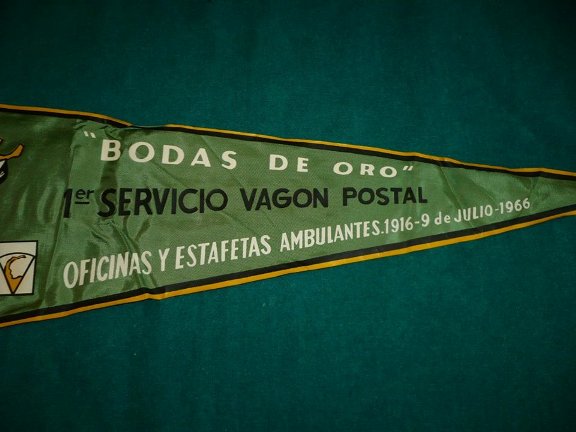 "BODAS DE ORO"
1er SERVICIO VAGON POSTAL
OFICINAS Y ESTAFETAS AMBULANTES.1916-9 de JULIO-1966